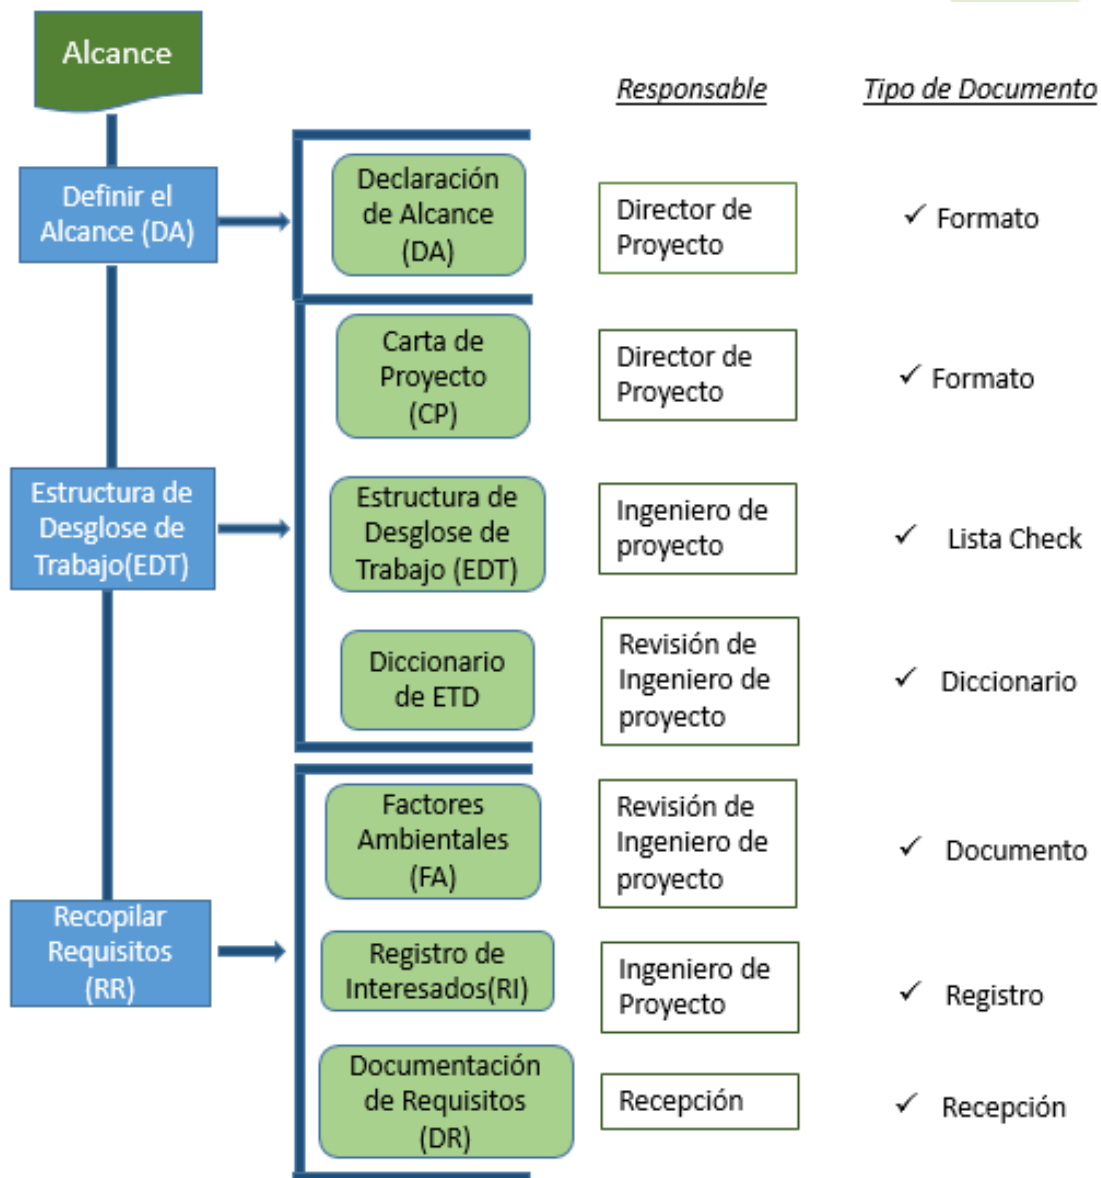 Alcance
Responsable
Tipo de Documento
Definir el
Alcance (DA)
Declaración
de Alcance
(DA)
Director de
Proyecto
✓ Formato
Carta de
Proyecto
(CP)
Director de
Proyecto
✓ Formato
Estructura de
Desglose de
Trabajo(EDT)
Estructura de
Desglose de
Trabajo (EDT)
Ingeniero de
proyecto
✓ Lista Check
Diccionario
de ETD
Revisión de
Ingeniero de
proyecto
✓ Diccionario
Recopilar
Requisitos
(RR)
Factores
Ambientales
(FA)
Revisión de
Ingeniero de
proyecto
✓ Documento
Registro de
Interesados(RI)
Ingeniero de
Proyecto
✓ Registro
Documentación
de Requisitos
(DR)
Recepción
✓ Recepción